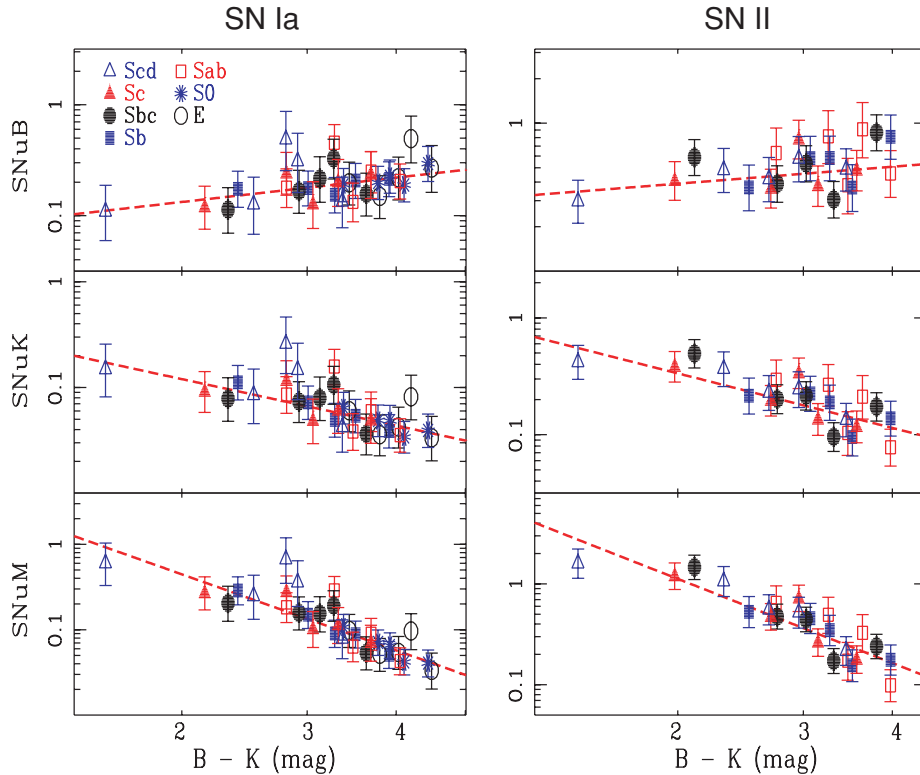 SN Ia
SN II
Scd Sab
Sc S0
Sbc E
Sb
SNuB
1
0.1
1
SNuK
1
0.1
1
0.1
SNuM
1
0.1
1
0.1
2 3 4
2 3 4
B - K (mag)
B - K (mag)